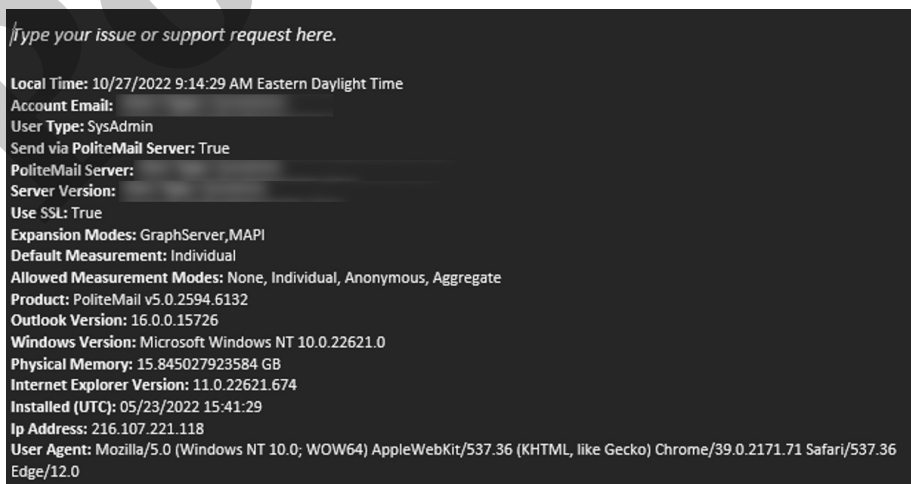 Type your issue or support request here.
Local Time: 10/27/2022 9:14:29 AM Eastern Daylight Time
Account Email:
User Type: SysAdmin
Send via PoliteMail Server: True
PoliteMail Server:
Server Version:
Use SSL: True
Expansion Modes: GraphServer,MAPI
Default Measurement: Individual
Allowed Measurement Modes: None, Individual, Anonymous, Aggregate
Product: PoliteMail v5.0.2594.6132
Outlook Version: 16.0.0.15726
Windows Version: Microsoft Windows NT 10.0.22621.0
Physical Memory: 15.845027923584 GB
Internet Explorer Version: 11.0.22621.674
Installed (UTC): 05/23/2022 15:41:29
Ip Address: 216.107.221.118
User Agent: Mozilla/5.0 (Windows NT 10.0; WOW64) AppleWebKit/537.36 (KHTML, like Gecko) Chrome/39.0.2171.71 Safari/537.36
Edge/12.0